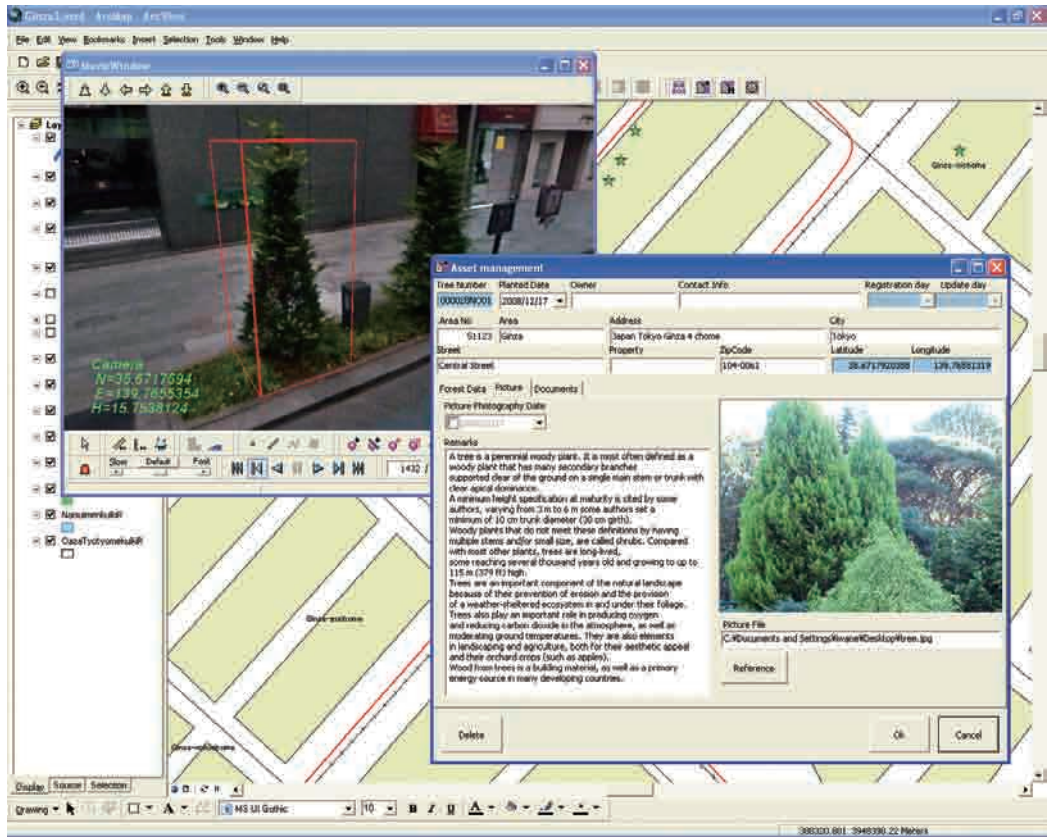 File Edit View Bookmarks Insert Selection Tools Window Help
MovieWindow
Camera
N=35.6717694
E=139.7655354
H=15.7538124
Slow Default Fast
1432 /
Asset management
Tree Number Planted Date Owner Contact Info. Registration day Update day
2008/12/17
Area No Area Address City
51123 Ginza Japan Tokyo Ginza 4 chome Tokyo
Street Property ZipCode Latitude Longitude
Central Street 104-0061
Forest Data Picture Documents
Picture Photography Date
Remarks
A tree is a perennial woody plant. It is most often defined as a
woody plant that has many secondary branches
supported clear of the ground on a single main stem or trunk with
clear apical dominance.
A minimum height specification at maturity is cited by some
authors, varying from 3 m to 6 m some authors set a
minimum of 10 cm trunk diameter (30 cm girth).
Woody plants that do not meet these definitions by having
multiple stems and/or small size, are called shrubs. Compared
with most other plants, trees are long-lived,
some reaching several thousand years old and growing to up to
115 m (379 ft) high.
Trees are an important component of the natural landscape
because of their prevention of erosion and the provision
of a weather-sheltered ecosystem in and under their foliage.
Trees also play an important role in producing oxygen
and reducing carbon dioxide in the atmosphere, as well as
moderating ground temperatures. They are also elements
in landscaping and agriculture, both for their aesthetic appeal
and their orchard crops (such as apples).
Wood from trees is a building material, as well as a primary
energy source in many developing countries.
Picture File
C:¥Documents and Settings¥iwane¥Desktop¥tree.jpg
Reference
Delete Ok Cancel
Display Source Selection
Drawing A MS UI Gothic 10 B I U A